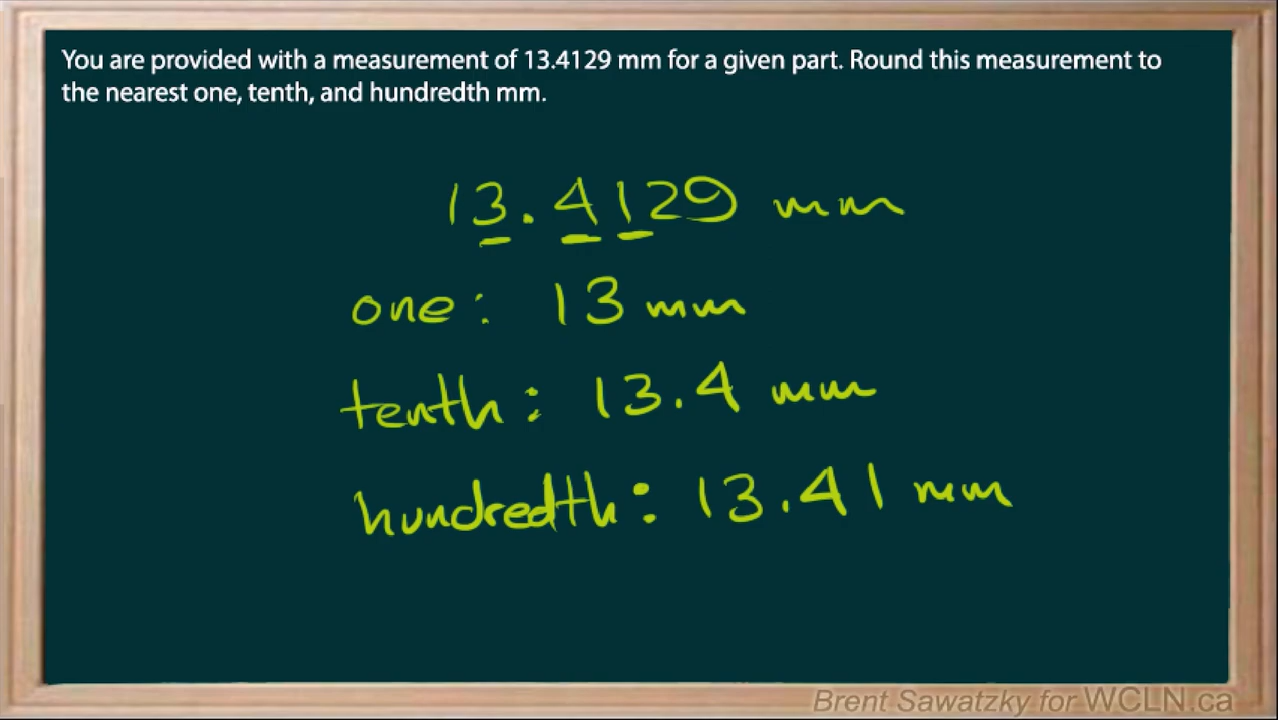 You are provided with a measurement of 13.4129 mm for a given part. Round this measurement to
the nearest one, tenth, and hundredth mm.
13.4129 mm
one: 13 mm
tenth: 13.4 mm
hundredth: 13.41 mm
Brent Sawatzky for WCLN.ca